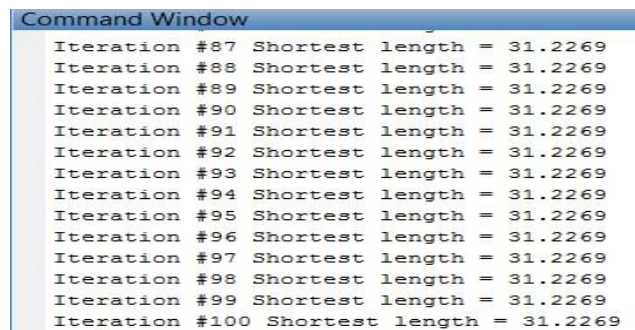 Command Window
Iteration #87 Shortest length = 31.2269
Iteration #88 Shortest length = 31.2269
Iteration #89 Shortest length = 31.2269
Iteration #90 Shortest length = 31.2269
Iteration #91 Shortest length = 31.2269
Iteration #92 Shortest length = 31.2269
Iteration #93 Shortest length = 31.2269
Iteration #94 Shortest length = 31.2269
Iteration #95 Shortest length = 31.2269
Iteration #96 Shortest length = 31.2269
Iteration #97 Shortest length = 31.2269
Iteration #98 Shortest length = 31.2269
Iteration #99 Shortest length = 31.2269
Iteration #100 Shortest length = 31.2269